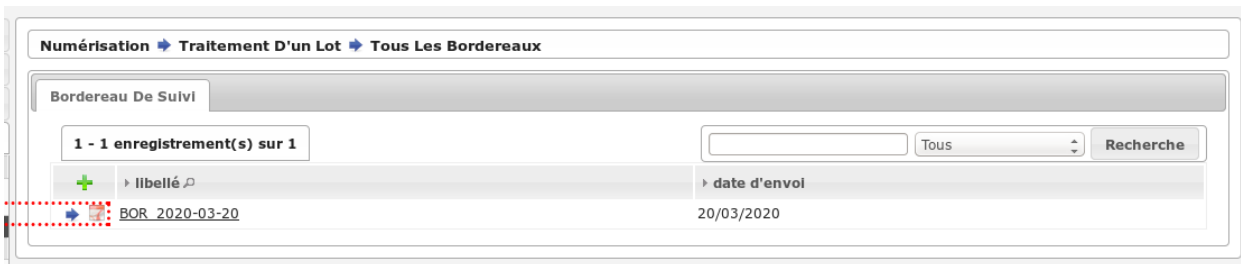 Numérisation Traitement D'un Lot Tous Les Bordereaux
Bordereau De Suivi
1 - 1 enregistrement(s) sur 1 Tous Recherche
libellé date d'envoi
BOR_2020-03-20 20/03/2020